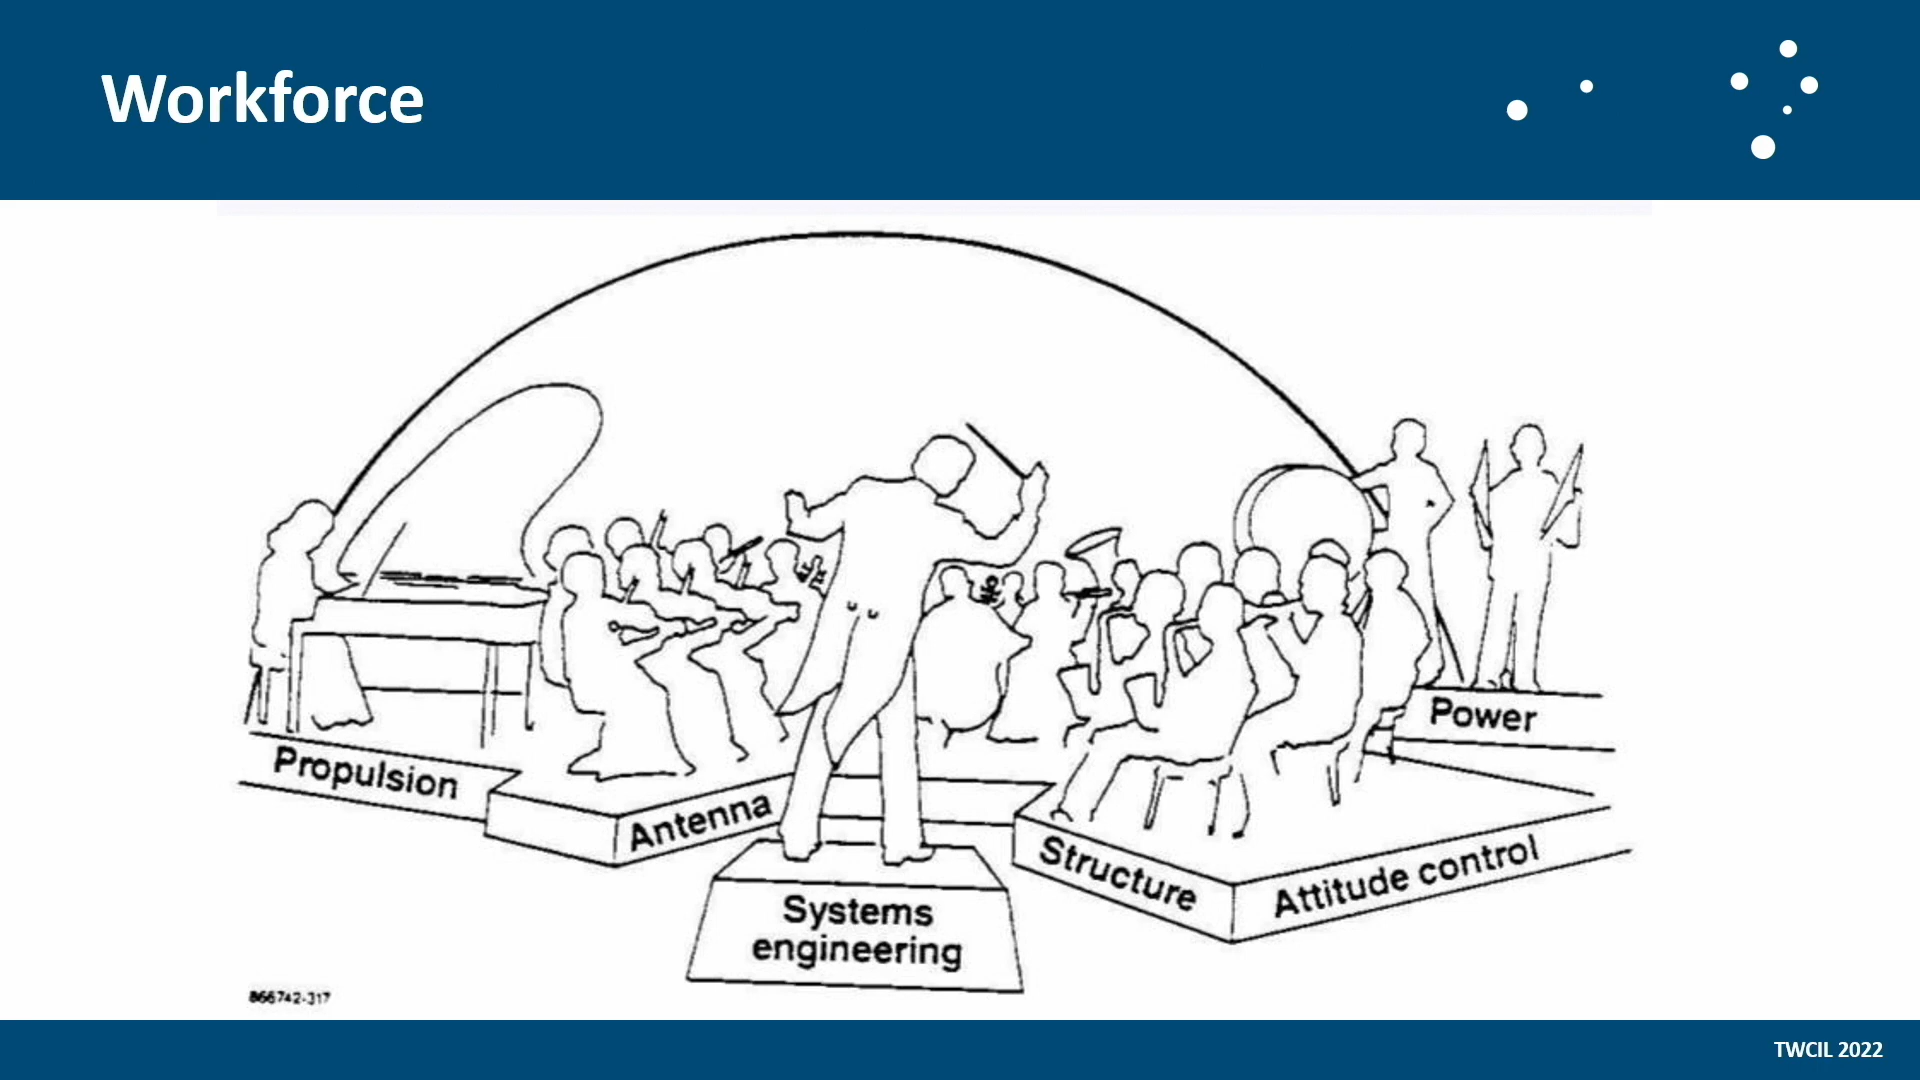 Workforce
Propulsion
Antenna
Systems
engineering
Structure
Attitude control
Power
866742-317
TWCIL 2022